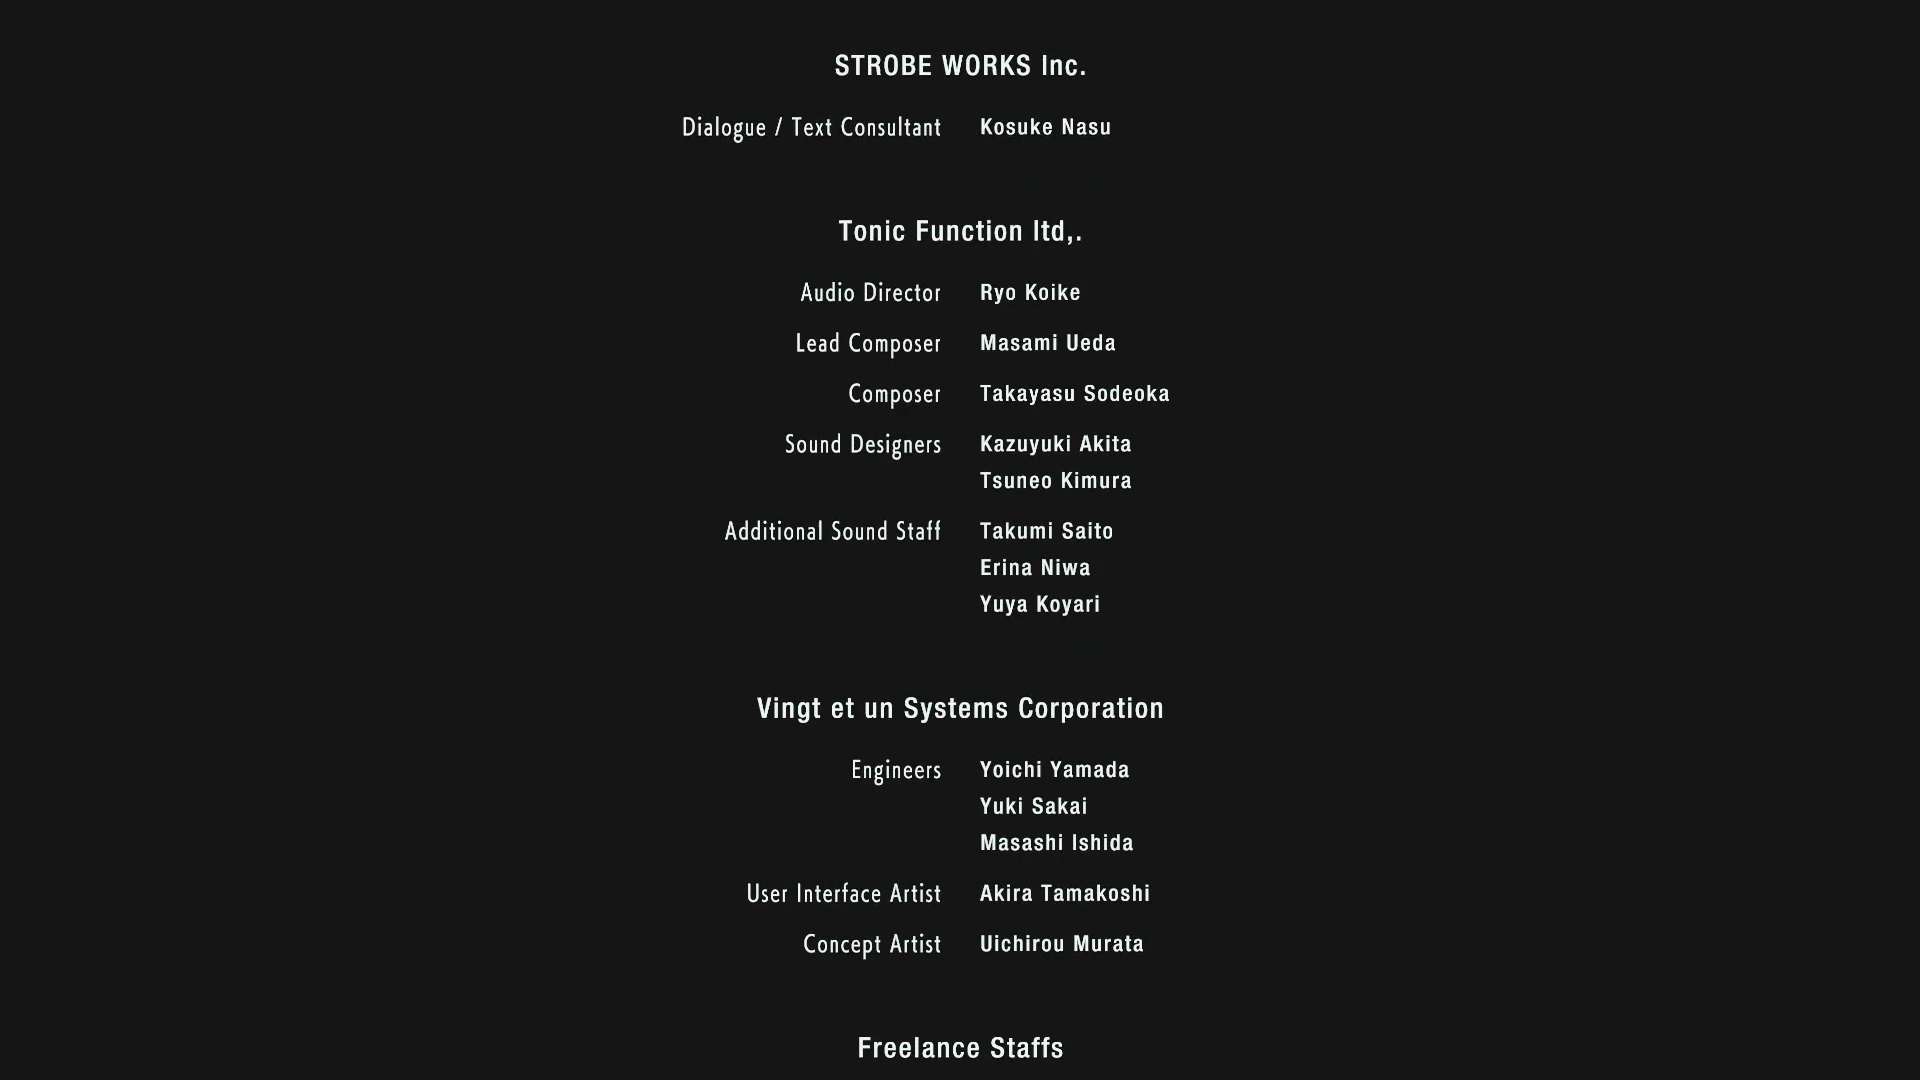 STROBE WORKS Inc.
Dialogue / Text Consultant Kosuke Nasu
Tonic Function ltd,.
Audio Director Ryo Koike
Lead Composer Masami Ueda
Composer Takayasu Sodeoka
Sound Designers Kazuyuki Akita
Tsuneo Kimura
Additional Sound Staff Takumi Saito
Erina Niwa
Yuya Koyari
Vingt et un Systems Corporation
Engineers Yoichi Yamada
Yuki Sakai
Masashi Ishida
User Interface Artist Akira Tamakoshi
Concept Artist Uichirou Murata
Freelance Staffs